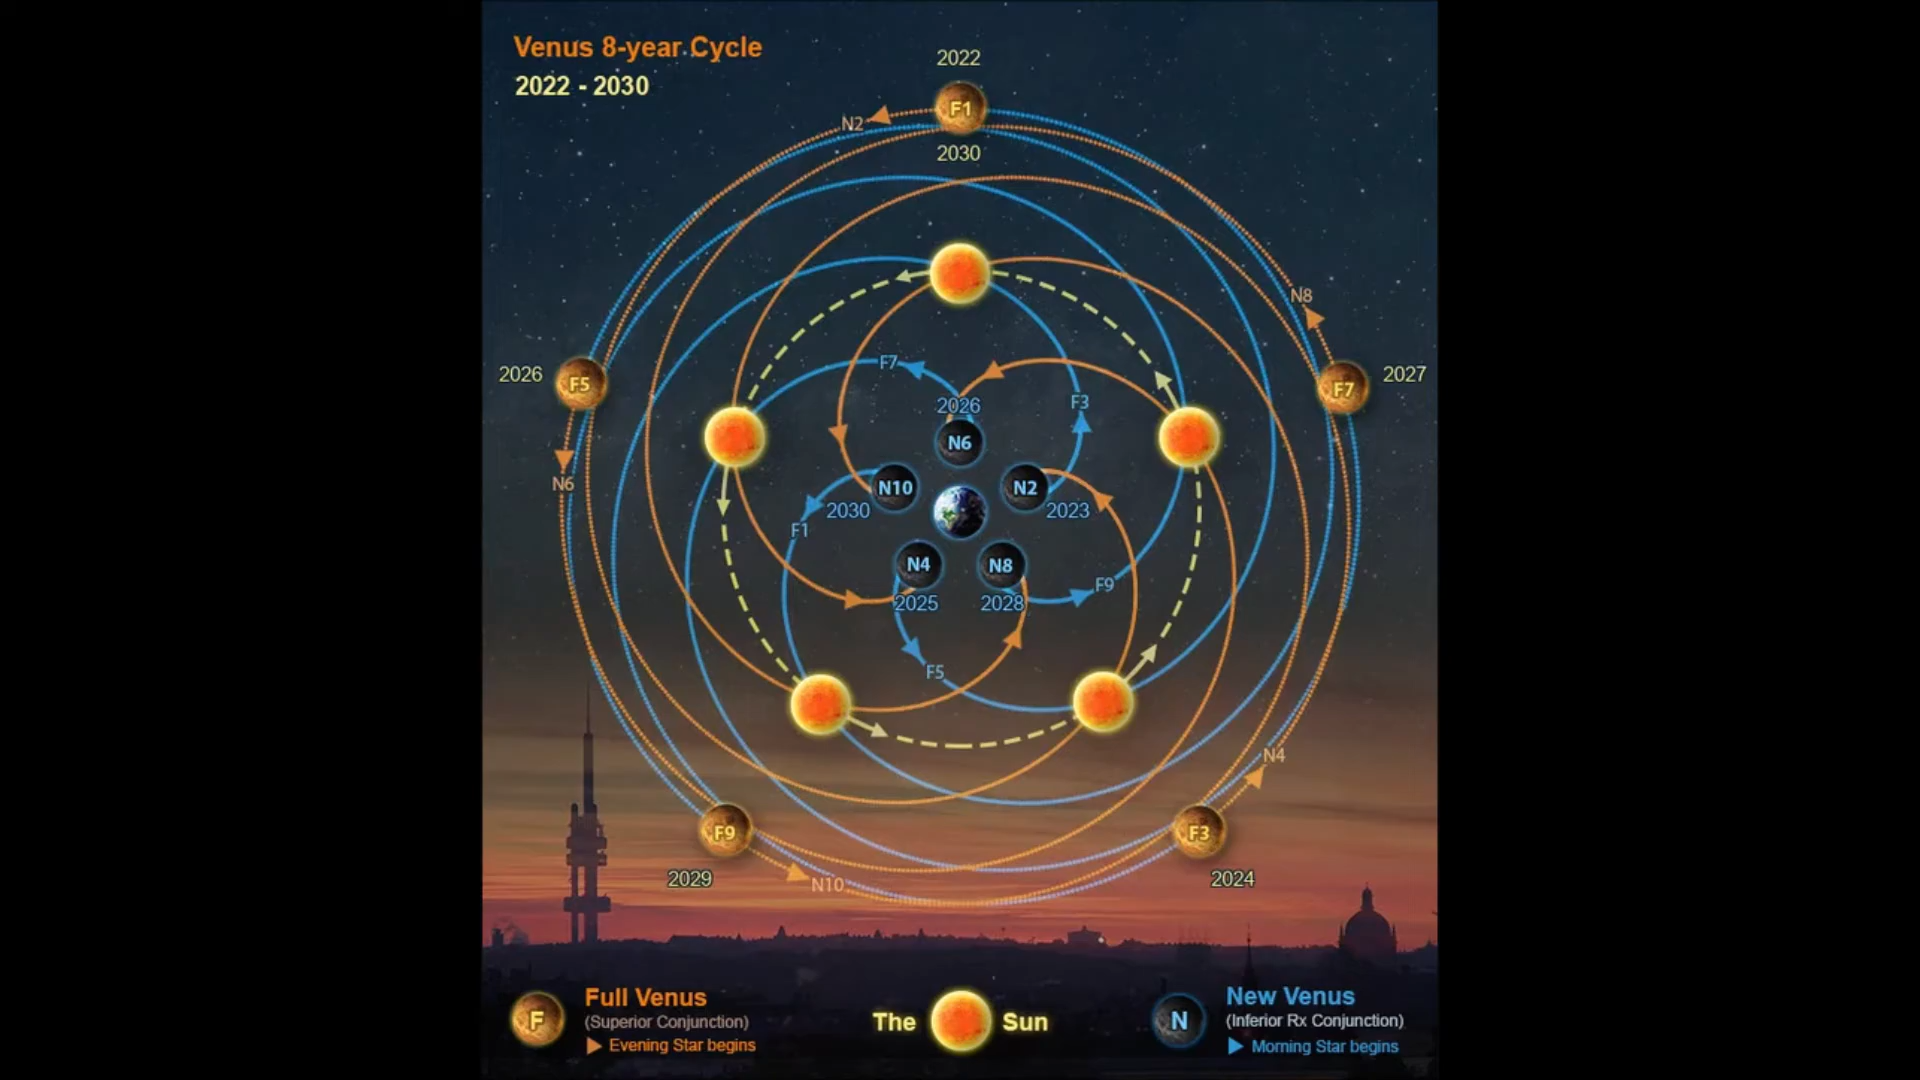 Venus 8-year Cycle
2022 - 2030
2022
F1
N2
2030
N8
2026
F5
F7
2027
F7
2026
F3
N6
N6
N10
N2
2030
2023
F1
N4
N8
F9
2025
2028
F5
N4
F9
F3
2029
N10
2024
F
Full Venus
(Superior Conjunction)
Evening Star begins
The Sun
N
New Venus
(Inferior Rx Conjunction)
Morning Star begins